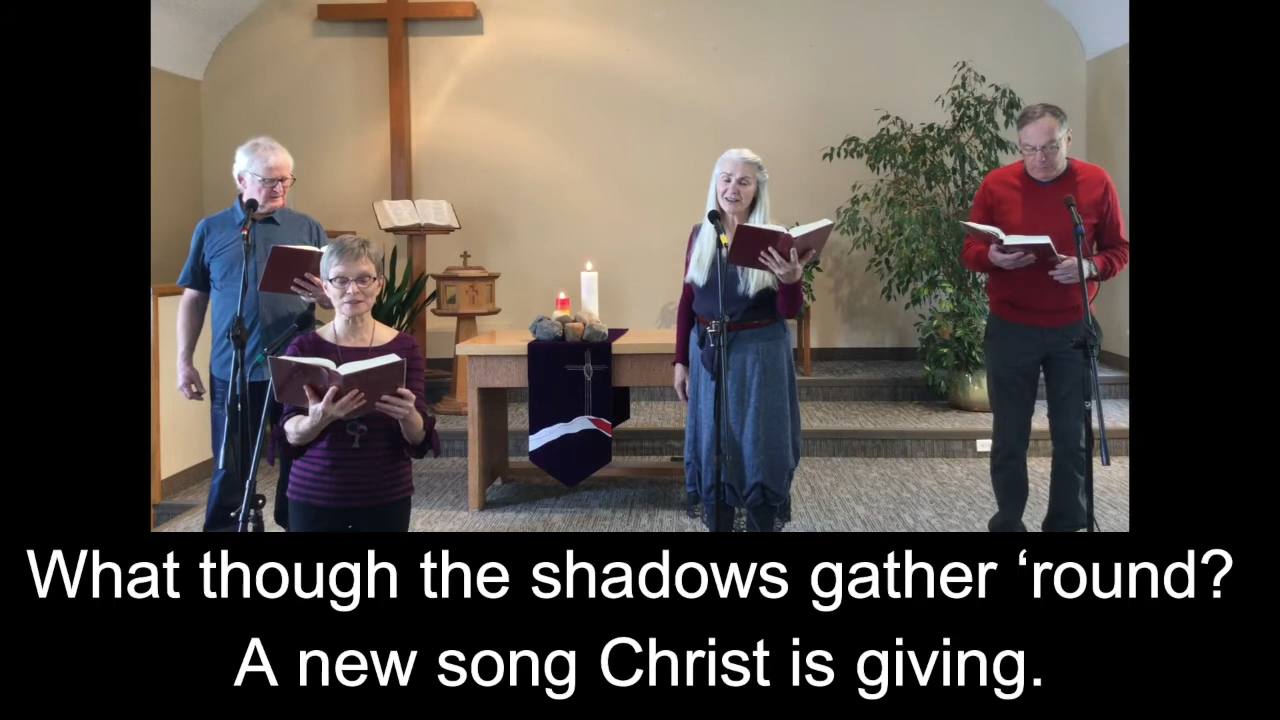 What though the shadows gather ‘round?
A new song Christ is giving.